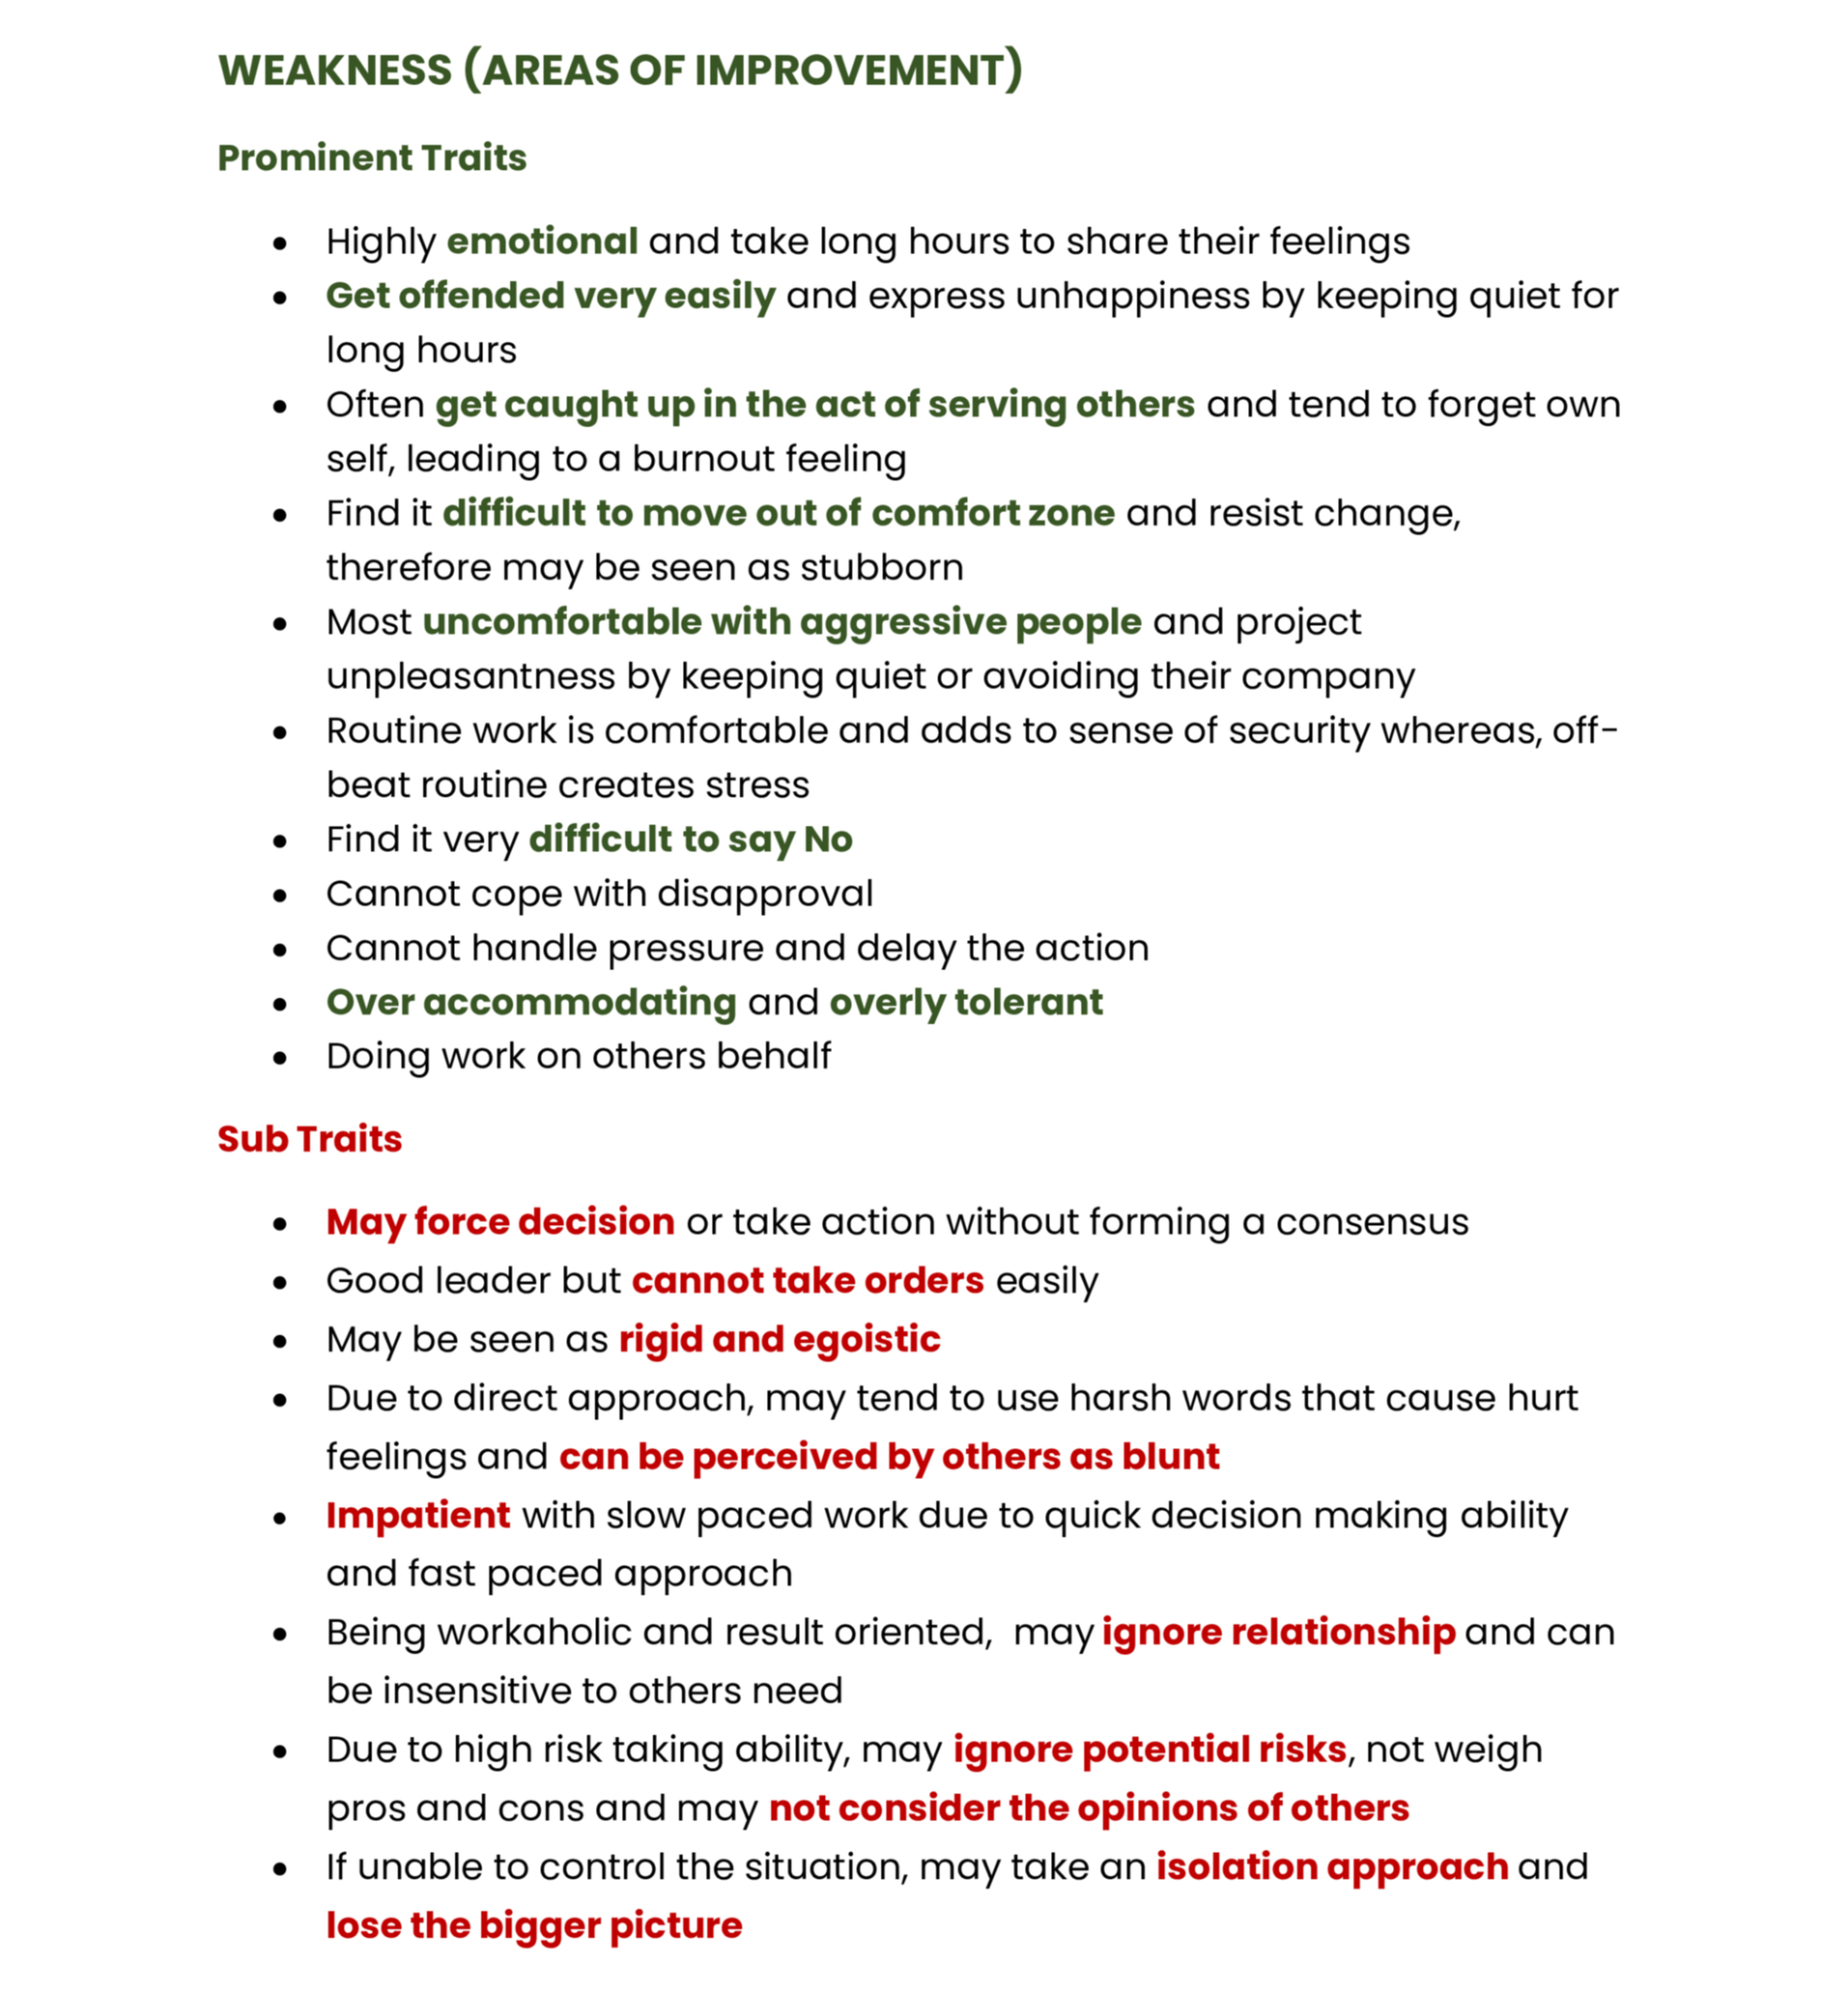 WEAKNESS (AREAS OF IMPROVEMENT)
Prominent Traits
• Highly emotional and take long hours to share their feelings
• Get offended very easily and express unhappiness by keeping quiet for
long hours
• Often get caught up in the act of serving others and tend to forget own
self, leading to a burnout feeling
• Find it difficult to move out of comfort zone and resist change,
therefore may be seen as stubborn
• Most uncomfortable with aggressive people and project
unpleasantness by keeping quiet or avoiding their company
• Routine work is comfortable and adds to sense of security whereas, off-
beat routine creates stress
• Find it very difficult to say No
• Cannot cope with disapproval
• Cannot handle pressure and delay the action
• Over accommodating and overly tolerant
• Doing work on others behalf
Sub Traits
• May force decision or take action without forming a consensus
• Good leader but cannot take orders easily
• May be seen as rigid and egoistic
• Due to direct approach, may tend to use harsh words that cause hurt
feelings and can be perceived by others as blunt
• Impatient with slow paced work due to quick decision making ability
and fast paced approach
• Being workaholic and result oriented,  may ignore relationship and can
be insensitive to others need
• Due to high risk taking ability, may ignore potential risks, not weigh
pros and cons and may not consider the opinions of others
• If unable to control the situation, may take an isolation approach and
lose the bigger picture